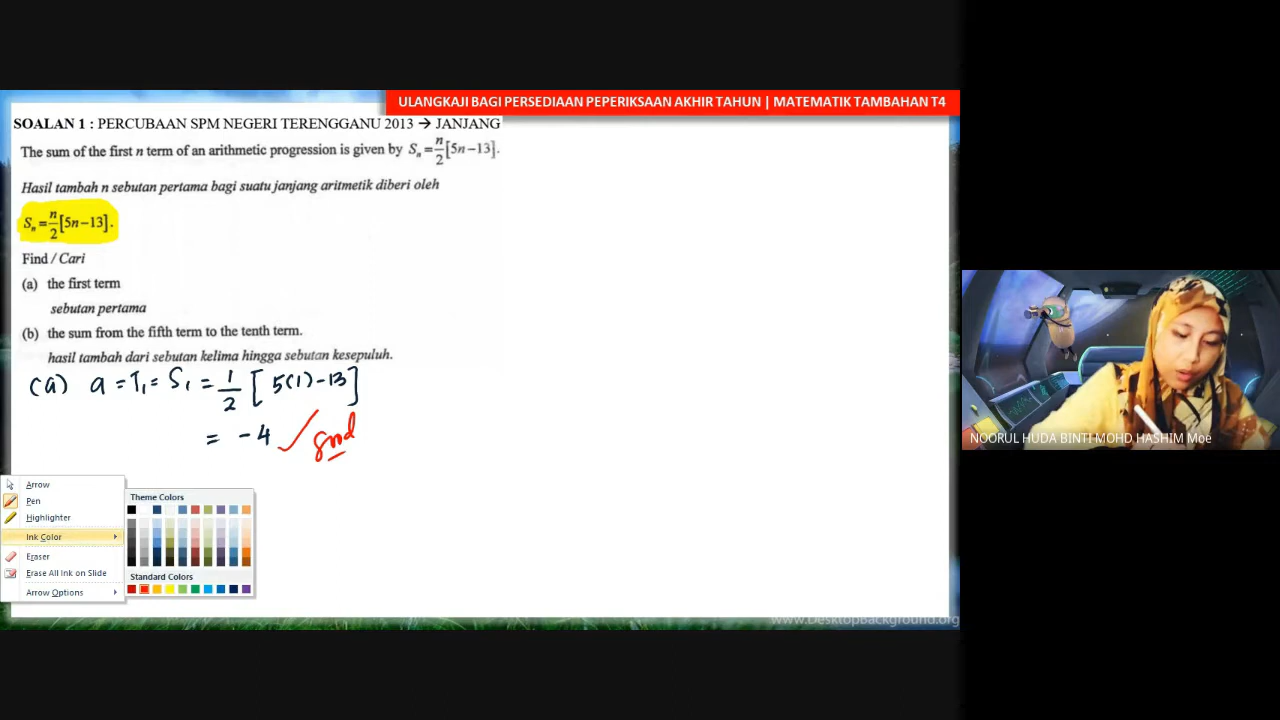 ULANGKAJI BAGI PERSEDIAAN PEPERIKSAAN AKHIR TAHUN | MATEMATIK TAMBAHAN T4
SOALAN 1 : PERCUBAAN SPM NEGERI TERENGGANU 2013 → JANJANG
The sum of the first n term of an arithmetic progression is given by Sₙ = n/2 [5n−13].
Hasil tambah n sebutan pertama bagi suatu janjang aritmetik diberi oleh
Sₙ = n/2 [5n−13].
Find / Cari
(a) the first term
sebutan pertama
(b) the sum from the fifth term to the tenth term.
hasil tambah dari sebutan kelima hingga sebutan kesepuluh.
(a) a = T₁ = S₁ = 1/2 [5(1) − 13]
= −4 ✓
Arrow
Pen
Highlighter
Ink Color
Eraser
Erase All Ink on Slide
Arrow Options
Theme Colors
Standard Colors
www.DesktopBackground.org
NOORUL HUDA BINTI MOHD HASHIM Moe